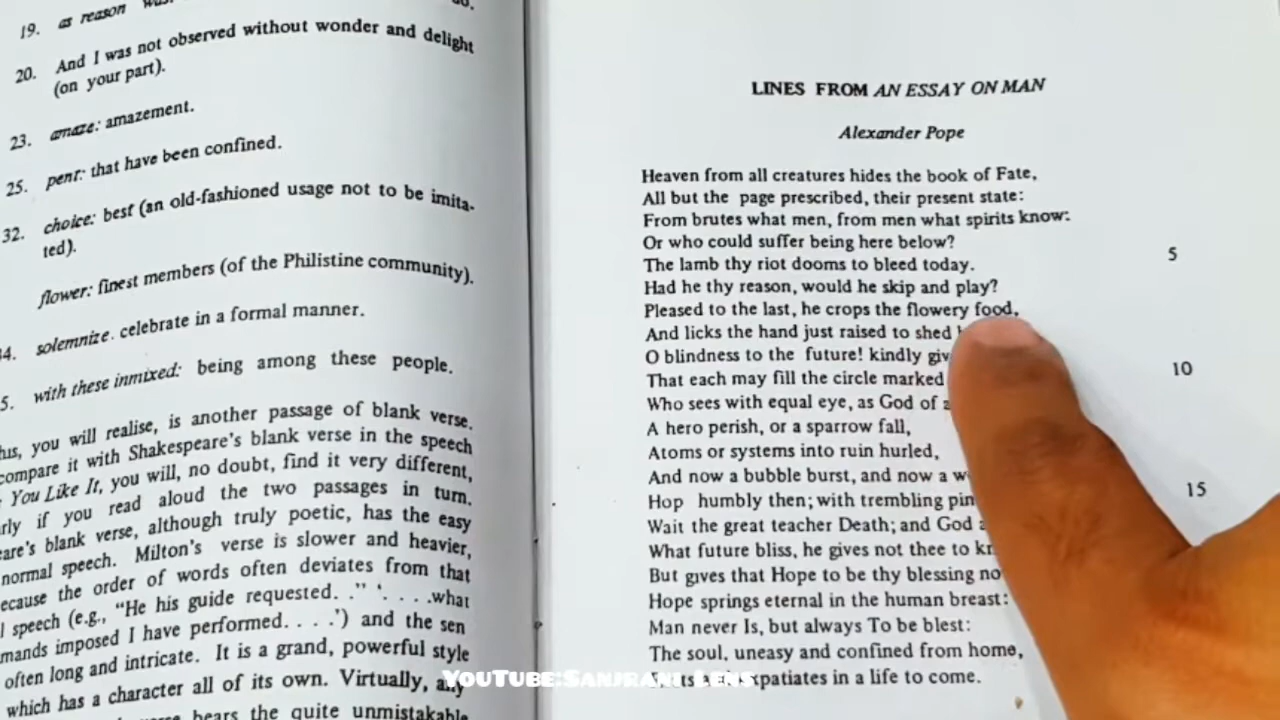 19. as reason
20. And I was not observed without wonder and delight
(on your part).
23. amaze: amazement.
25. pent: that have been confined.
32. choice: best (an old-fashioned usage not to be imita-
ted).
flower: finest members (of the Philistine community).
solemnize. celebrate in a formal manner.
5. with these inmixed: being among these people.
you will realise, is another passage of blank verse.
compare it with Shakespeare's blank verse in the speech
You Like It, you will, no doubt, find it very different,
if you read aloud the two passages in turn.
blank verse, although truly poetic, has the easy
normal speech. Milton's verse is slower and heavier,
the order of words often deviates from that
speech (e.g., "He his guide requested. ." '. . . .what
imposed I have performed. . . .') and the sen
often long and intricate. It is a grand, powerful style
which has a character all of its own. Virtually, any
bears the quite unmistakable
LINES FROM AN ESSAY ON MAN
Alexander Pope
Heaven from all creatures hides the book of Fate,
All but the page prescribed, their present state:
From brutes what men, from men what spirits know:
Or who could suffer being here below?
The lamb thy riot dooms to bleed today. 5
Had he thy reason, would he skip and play?
Pleased to the last, he crops the flowery food,
And licks the hand just raised to shed
O blindness to the future! kindly
That each may fill the circle marked 10
Who sees with equal eye, as God of
A hero perish, or a sparrow fall,
Atoms or systems into ruin hurled,
And now a bubble burst, and now a
Hop humbly then; with trembling 15
Wait the great teacher Death; and God
What future bliss, he gives not thee to
But gives that Hope to be thy blessing
Hope springs eternal in the human breast:
Man never Is, but always To be blest:
The soul, uneasy and confined from home,
expatiates in a life to come.
YouTube:Sanjrani Lens